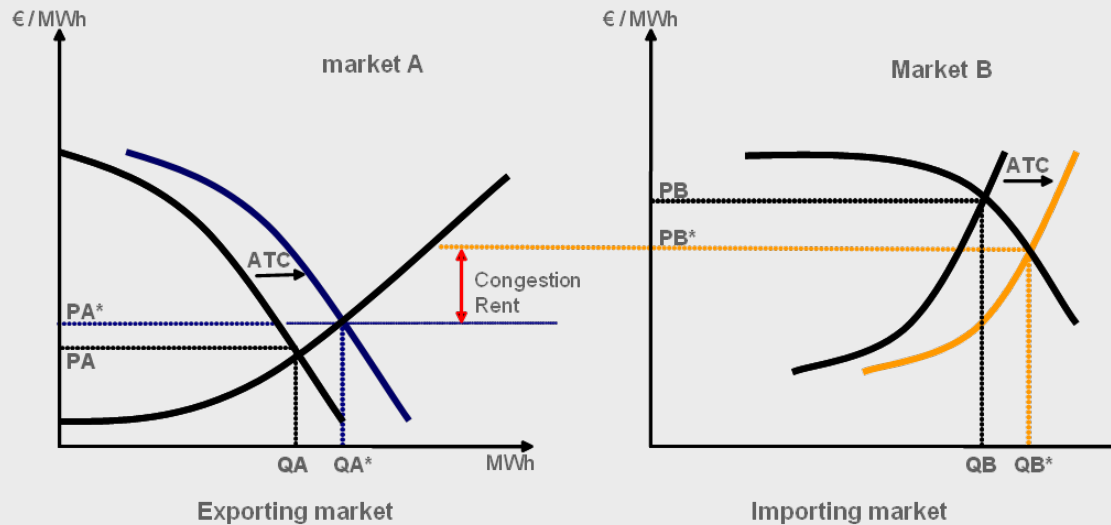 € / MWh
market A
ATC
PA*
PA
QA
QA*
MWh
Congestion
Rent
Exporting market
€ / MWh
Market B
ATC
PB
PB*
QB
QB*
Importing market